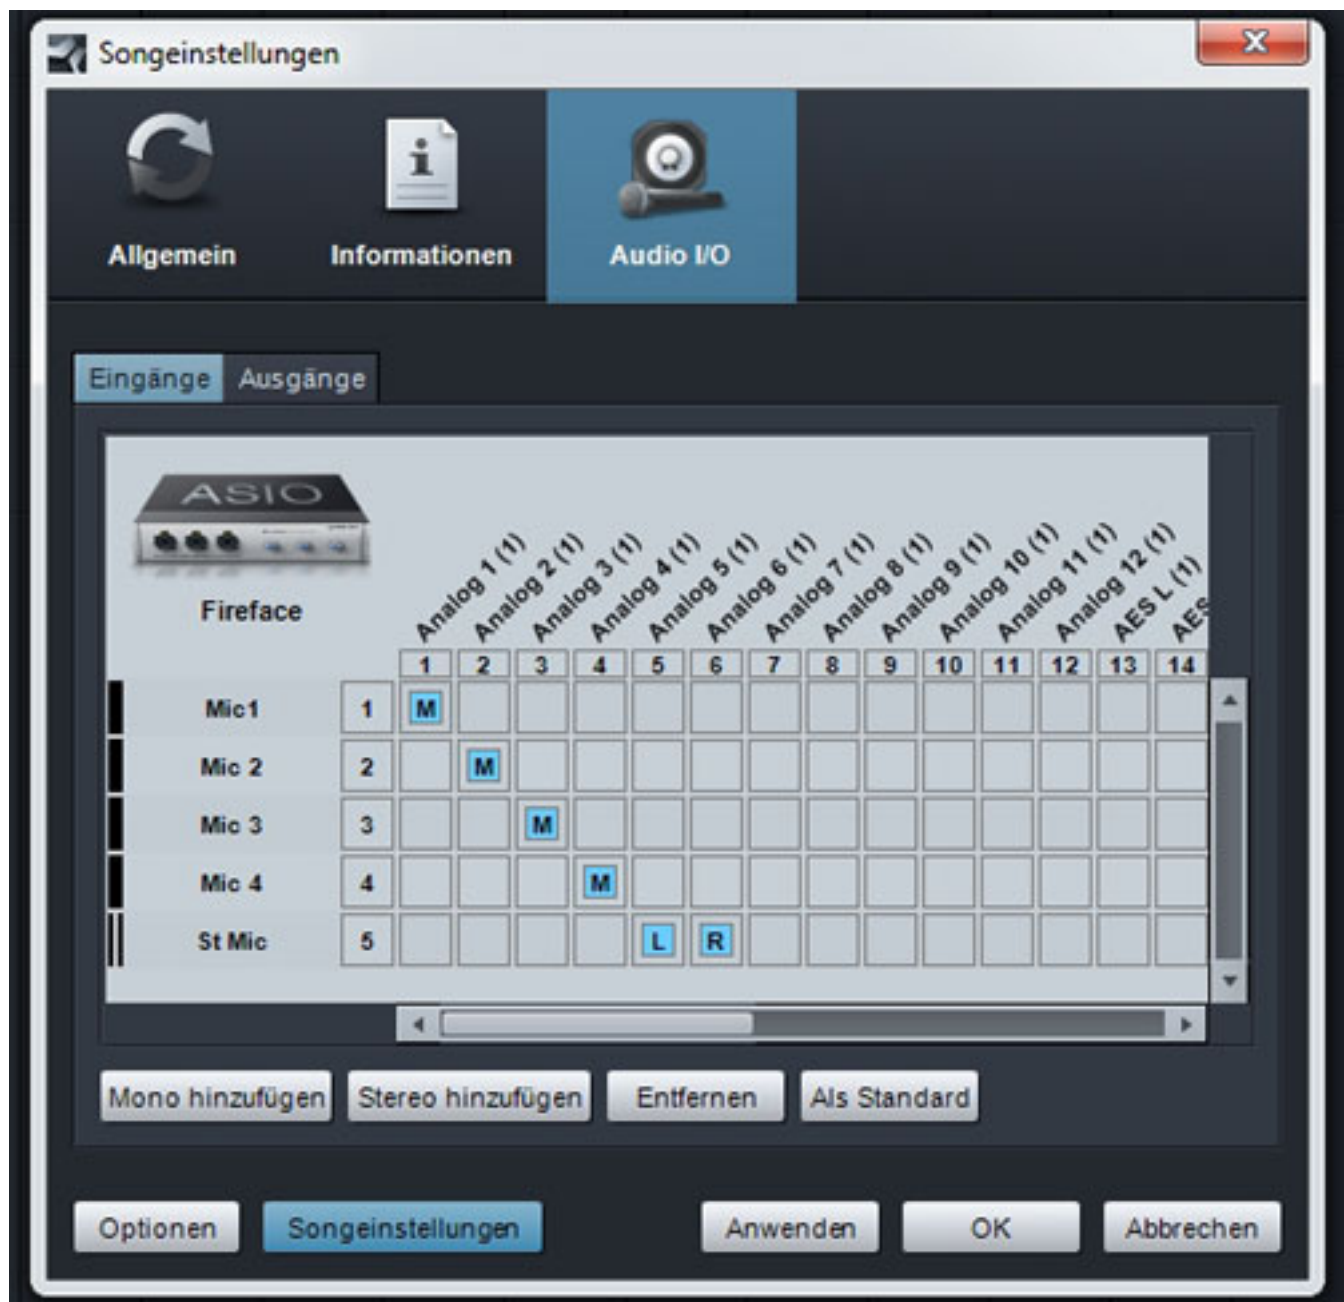 Songeinstellungen
Allgemein Informationen Audio I/O
Eingänge Ausgänge
ASIO
Fireface
Analog 1 (1) Analog 2 (1) Analog 3 (1) Analog 4 (1) Analog 5 (1) Analog 6 (1) Analog 7 (1) Analog 8 (1) Analog 9 (1) Analog 10 (1) Analog 11 (1) Analog 12 (1) AES L (1) AES
1 2 3 4 5 6 7 8 9 10 11 12 13 14
Mic1 1 M
Mic 2 2 M
Mic 3 3 M
Mic 4 4 M
St Mic 5 L R
Mono hinzufügen Stereo hinzufügen Entfernen Als Standard
Optionen Songeinstellungen Anwenden OK Abbrechen